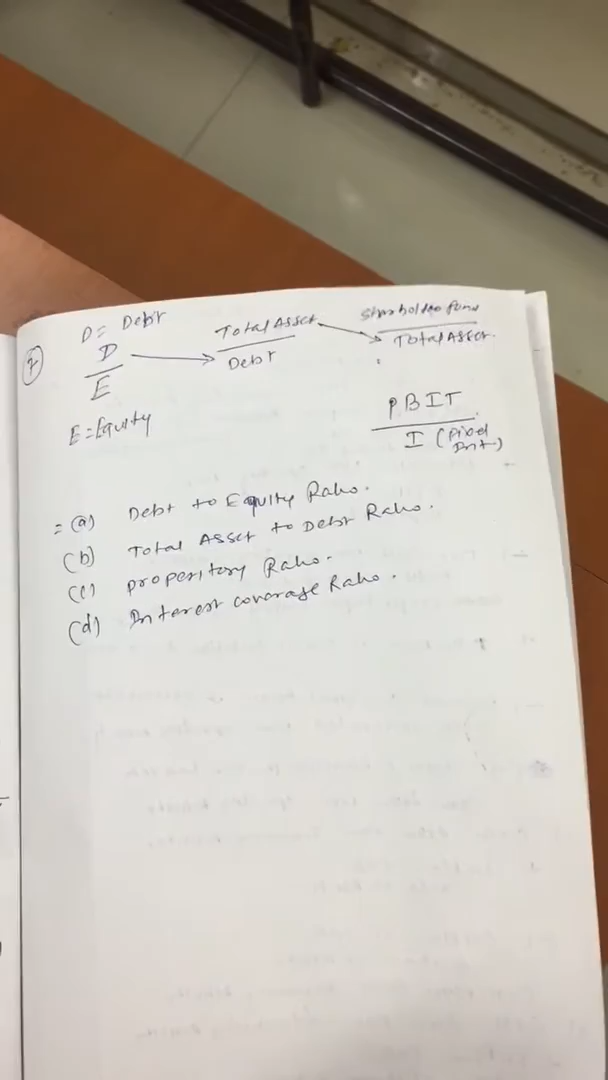 D = Debt
D
E
Total Asset
Debt
Shareholder fund
Total Asset.
E = Equity
PBIT
I (Fixed
Int.)
= (a) Debt to Equity Ratio.
(b) Total Asset to Debt Ratio.
(c) properitory Ratio.
(d) Interest coverage Ratio.